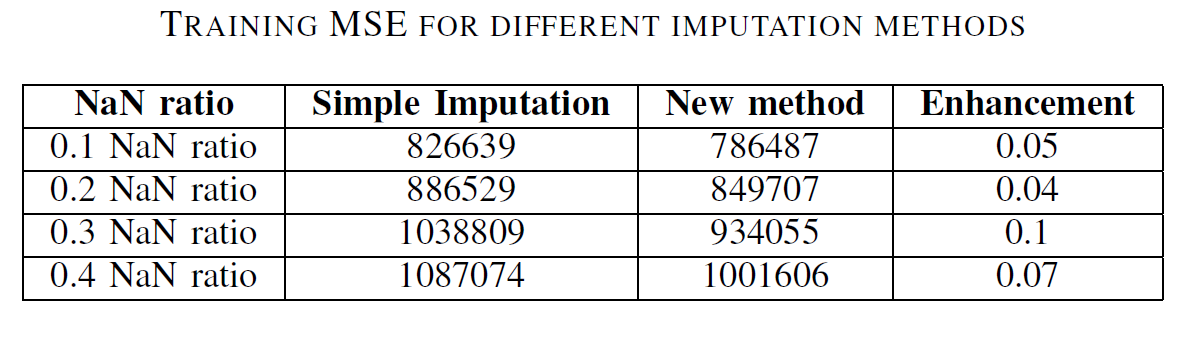 TRAINING MSE FOR DIFFERENT IMPUTATION METHODS
NaN ratio Simple Imputation New method Enhancement
0.1 NaN ratio 826639 786487 0.05
0.2 NaN ratio 886529 849707 0.04
0.3 NaN ratio 1038809 934055 0.1
0.4 NaN ratio 1087074 1001606 0.07